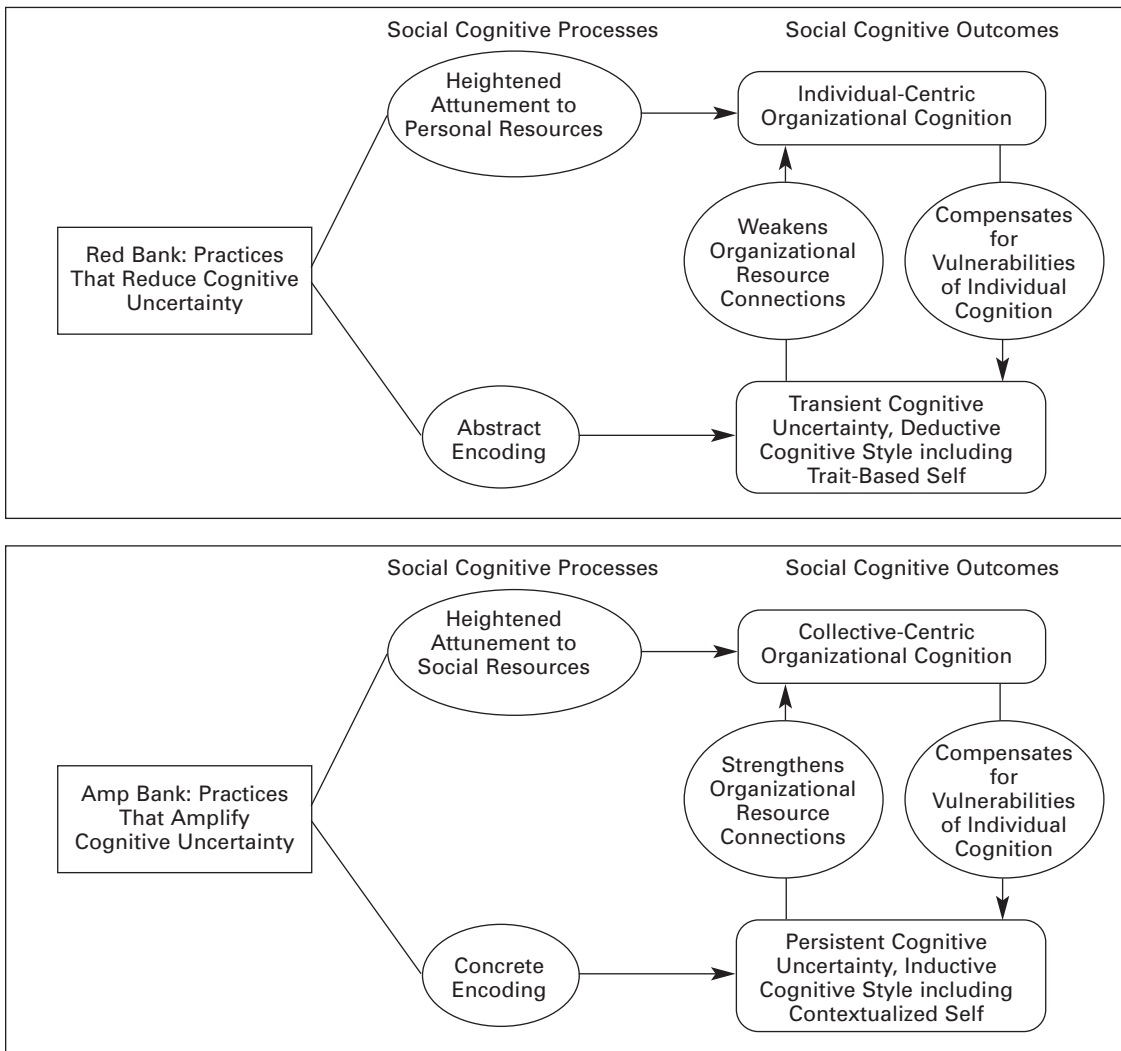 Social Cognitive Processes
Social Cognitive Outcomes
Heightened
Attunement to
Personal Resources
Individual-Centric
Organizational Cognition
Red Bank: Practices
That Reduce Cognitive
Uncertainty
Weakens
Organizational
Resource
Connections
Compensates
for
Vulnerabilities
of Individual
Cognition
Abstract
Encoding
Transient Cognitive
Uncertainty, Deductive
Cognitive Style including
Trait-Based Self
Social Cognitive Processes
Social Cognitive Outcomes
Heightened
Attunement to
Social Resources
Collective-Centric
Organizational Cognition
Amp Bank: Practices
That Amplify
Cognitive Uncertainty
Strengthens
Organizational
Resource
Connections
Compensates
for
Vulnerabilities
of Individual
Cognition
Concrete
Encoding
Persistent Cognitive
Uncertainty, Inductive
Cognitive Style including
Contextualized Self